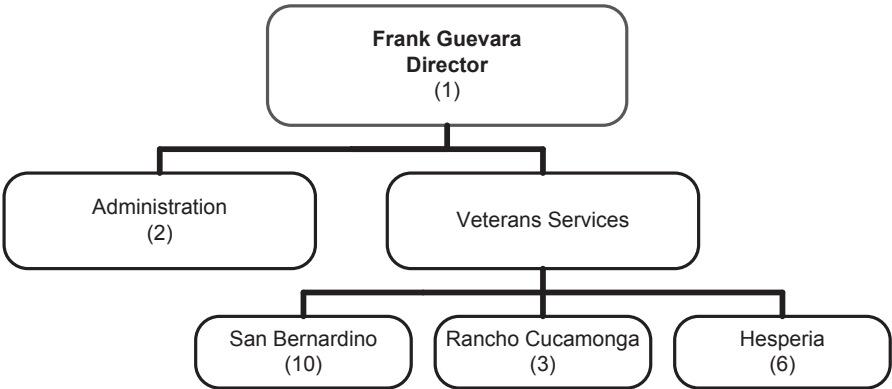 Frank Guevara
Director
(1)
Administration
(2)
Veterans Services
San Bernardino
(10)
Rancho Cucamonga
(3)
Hesperia
(6)